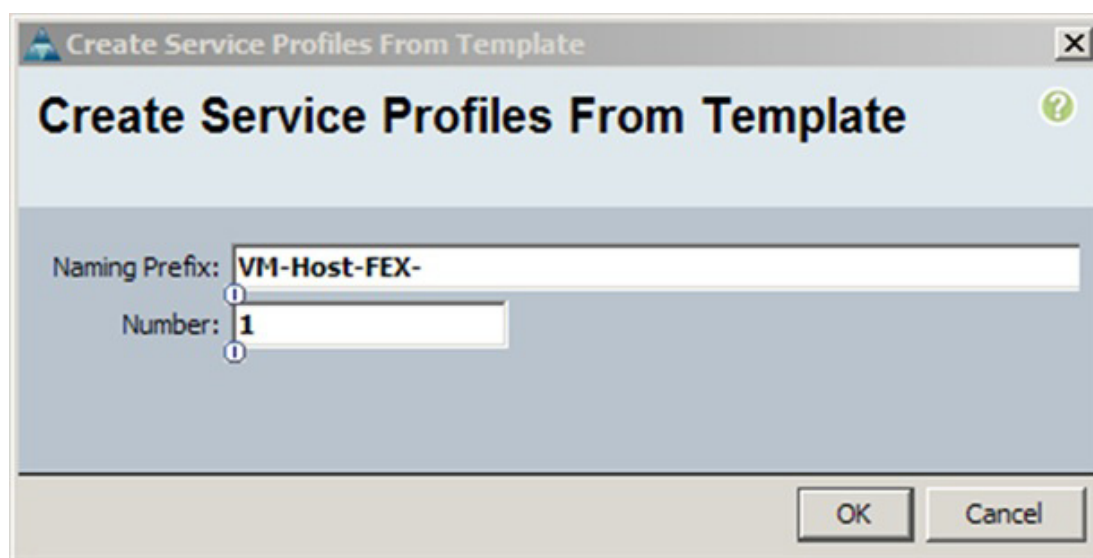 Create Service Profiles From Template
Create Service Profiles From Template
Naming Prefix: VM-Host-FEX-
Number: 1
OK Cancel